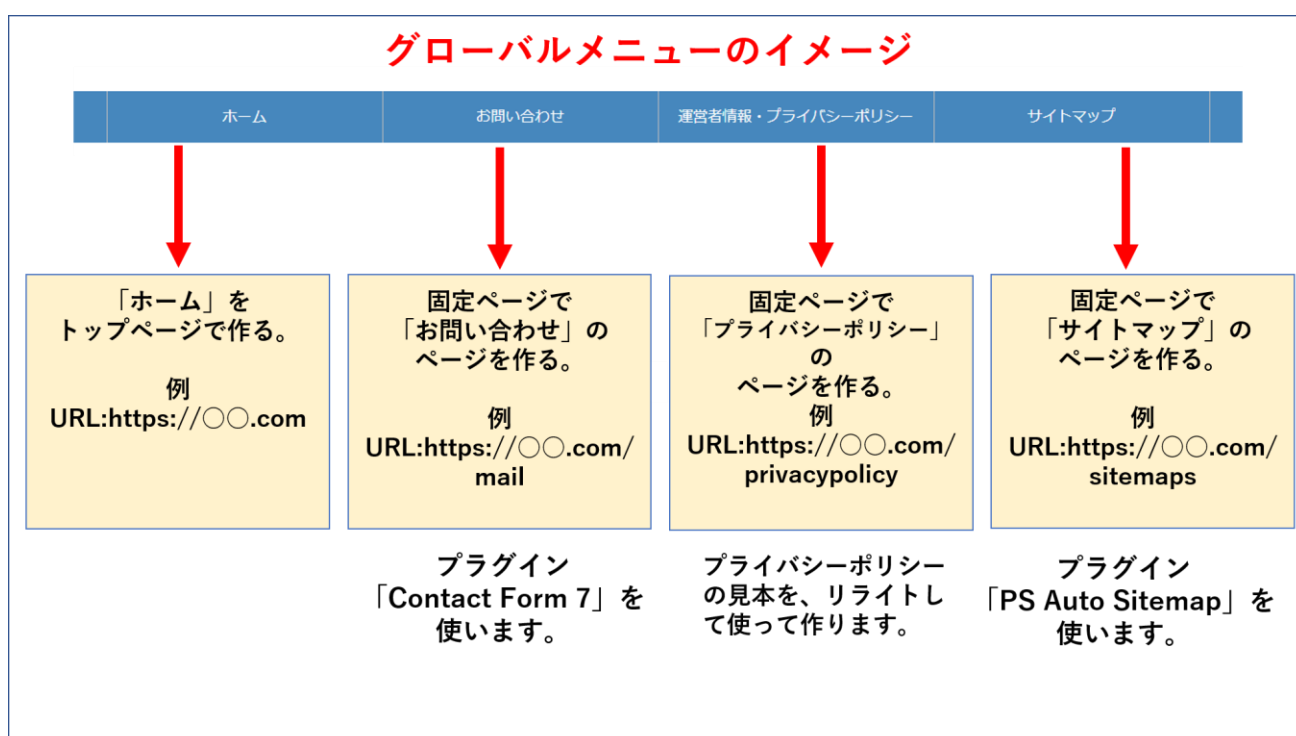 グローバルメニューのイメージ
ホーム
お問い合わせ
運営者情報・プライバシーポリシー
サイトマップ
「ホーム」を
トップページで作る。
例
URL:https://○○.com
固定ページで
「お問い合わせ」の
ページを作る。
例
URL:https://○○.com/
mail
固定ページで
「プライバシーポリシー」
の
ページを作る。
例
URL:https://○○.com/
privacypolicy
固定ページで
「サイトマップ」の
ページを作る。
例
URL:https://○○.com/
sitemaps
プラグイン
「Contact Form 7」を
使います。
プライバシーポリシー
の見本を、リライトし
て使って作ります。
プラグイン
「PS Auto Sitemap」を
使います。